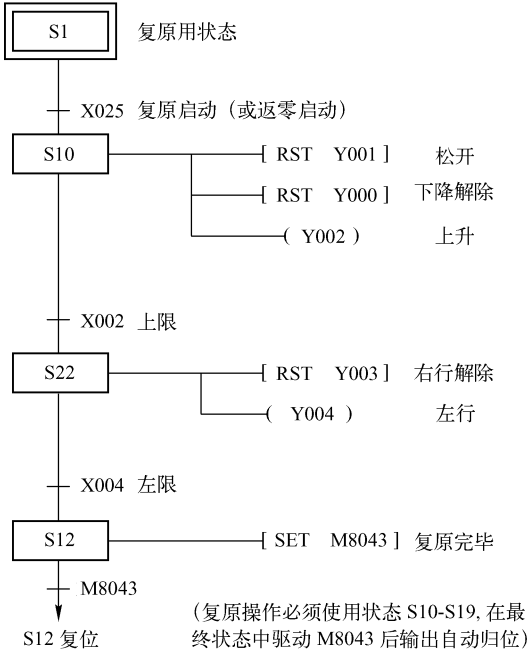 S1 复原用状态
X025 复原启动（或返零启动）
S10 [ RST Y001 ] 松开
[ RST Y000 ] 下降解除
( Y002 ) 上升
X002 上限
S22 [ RST Y003 ] 右行解除
( Y004 ) 左行
X004 左限
S12 [ SET M8043 ] 复原完毕
M8043
S12 复位
（复原操作必须使用状态 S10-S19, 在最
终状态中驱动 M8043 后输出自动归位）